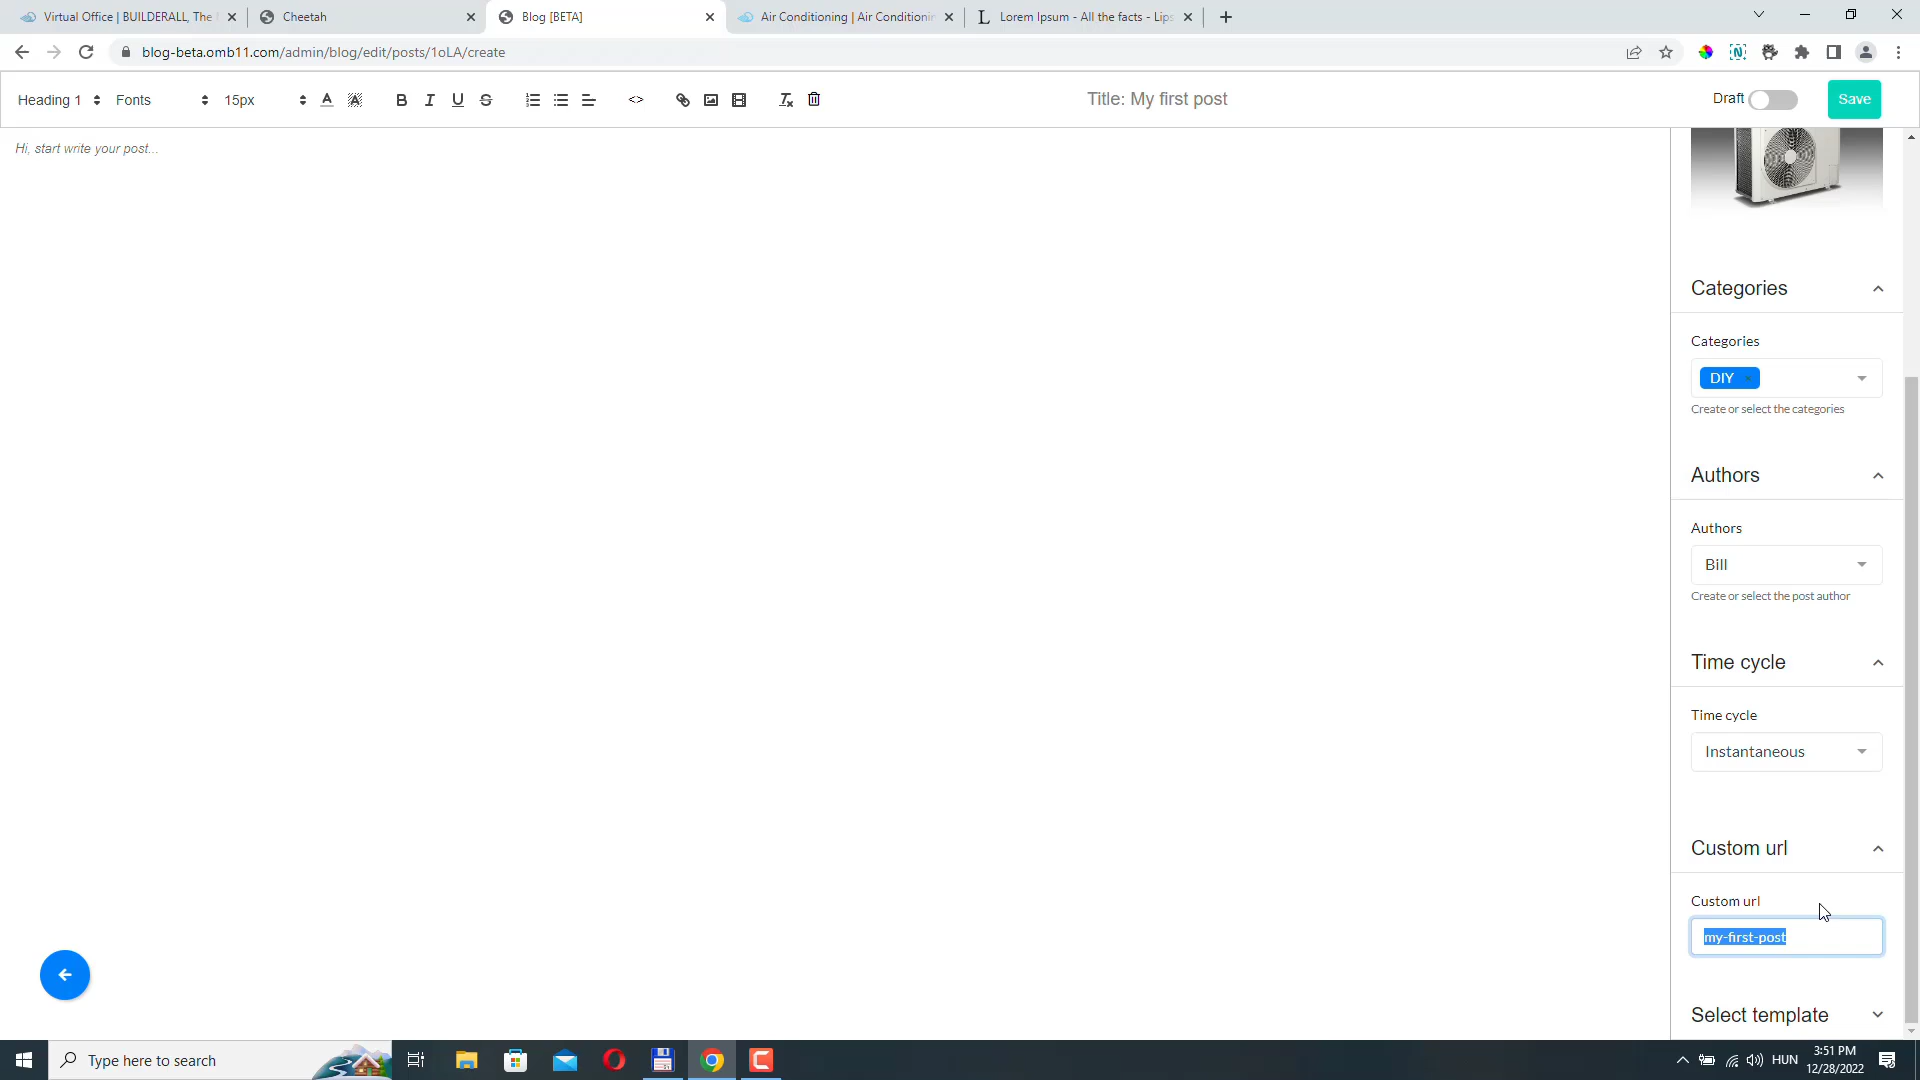 Virtual Office | BUILDERALL, The
Cheetah
Blog [BETA]
Air Conditioning | Air Conditionin
Lorem Ipsum - All the facts - Lips
blog-beta.omb11.com/admin/blog/edit/posts/1oLA/create
Heading 1
Fonts
15px
Title: My first post
Draft
Save
Hi, start write your post...
Categories
Categories
DIY ×
Create or select the categories
Authors
Authors
Bill
Create or select the post author
Time cycle
Time cycle
Instantaneous
Custom url
Custom url
my-first-post
Select template
Type here to search
HUN
3:51 PM
12/28/2022